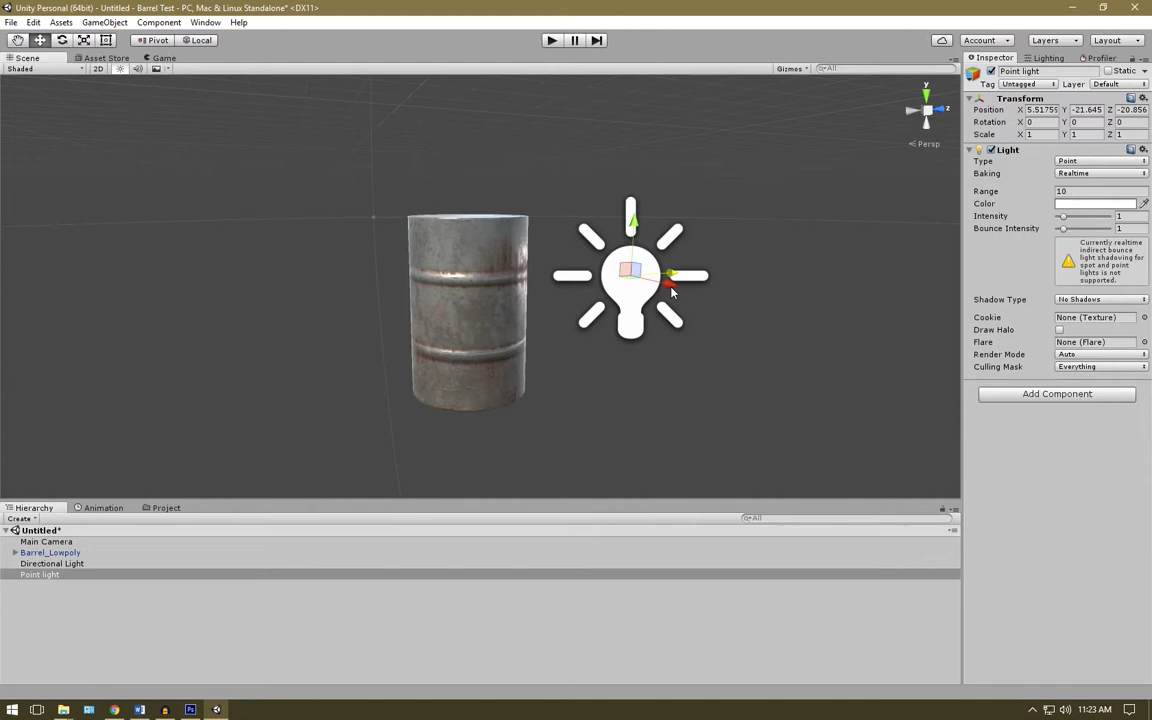 Unity Personal (64bit) - Untitled - Barrel Test - PC, Mac & Linux Standalone* <DX11>
File Edit Assets GameObject Component Window Help
Pivot Local Account Layers Layout
Scene Asset Store Game Inspector Lighting Profiler
Shaded 2D Gizmos All
Point light Static
Tag Untagged Layer Default
Transform
Position X 5.5175 Y -21.645 Z -20.856
Rotation X 0 Y 0 Z 0
Scale X 1 Y 1 Z 1
y
z
Persp
Light
Type Point
Baking Realtime
Range 10
Color
Intensity 1
Bounce Intensity 1
Currently realtime
indirect bounce
light shadowing for
spot and point
lights is not
supported.
Shadow Type No Shadows
Cookie None (Texture)
Draw Halo
Flare None (Flare)
Render Mode Auto
Culling Mask Everything
Add Component
Hierarchy Animation Project
Create All
Untitled*
Main Camera
Barrel_Lowpoly
Directional Light
Point light
11:23 AM